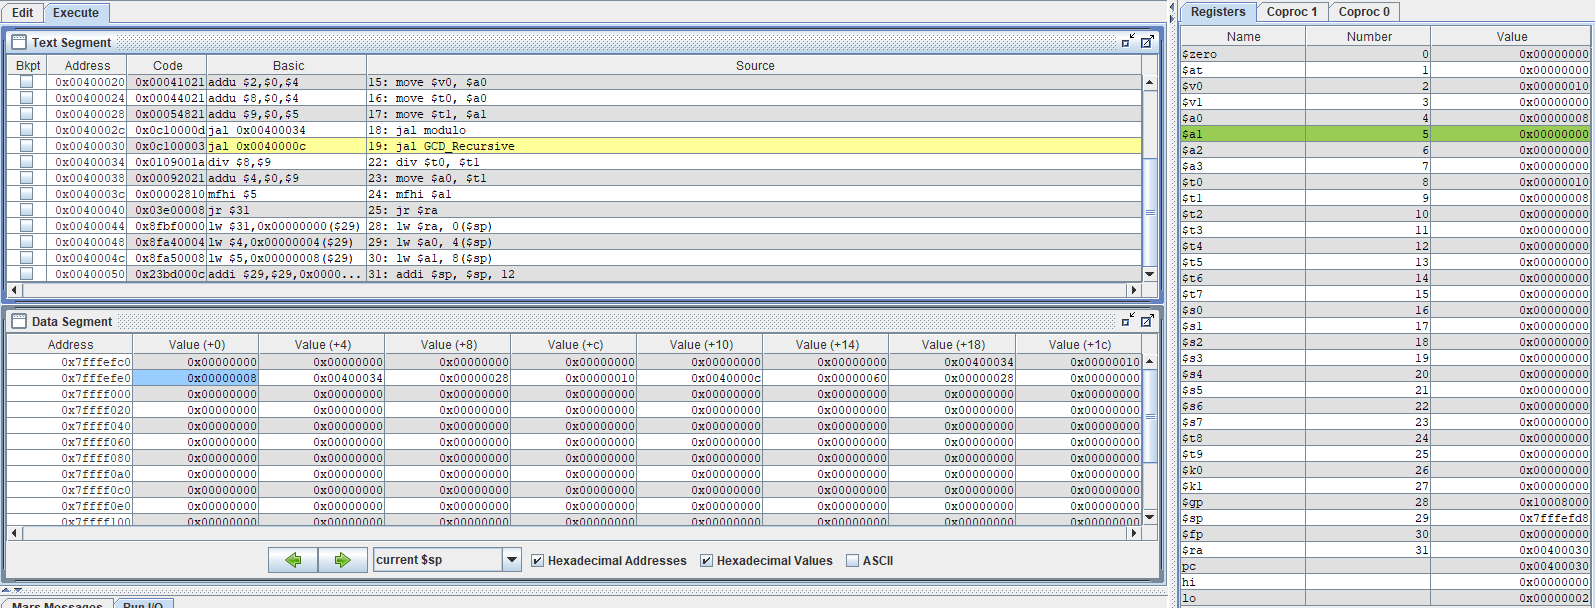 Edit Execute
Text Segment
Bkpt Address Code Basic Source
0x00400020 0x00041021 addu $2,$0,$4 15: move $v0, $a0
0x00400024 0x00044021 addu $8,$0,$4 16: move $t0, $a0
0x00400028 0x00054821 addu $9,$0,$5 17: move $t1, $a1
0x0040002c 0x0c10000d jal 0x00400034 18: jal modulo
0x00400030 0x0c100003 jal 0x0040000c 19: jal GCD_Recursive
0x00400034 0x0109001a div $8,$9 22: div $t0, $t1
0x00400038 0x00092021 addu $4,$0,$9 23: move $a0, $t1
0x0040003c 0x00002810 mfhi $5 24: mfhi $a1
0x00400040 0x03e00008 jr $31 25: jr $ra
0x00400044 0x8fbf0000 lw $31,0x00000000($29) 28: lw $ra, 0($sp)
0x00400048 0x8fa40004 lw $4,0x00000004($29) 29: lw $a0, 4($sp)
0x0040004c 0x8fa50008 lw $5,0x00000008($29) 30: lw $a1, 8($sp)
0x00400050 0x23bd000c addi $29,$29,0x0000... 31: addi $sp, $sp, 12
Data Segment
Address Value (+0) Value (+4) Value (+8) Value (+c) Value (+10) Value (+14) Value (+18) Value (+1c)
0x7fffefc0 0x00000000 0x00000000 0x00000000 0x00000000 0x00000000 0x00000000 0x00400034 0x00000010
0x7fffefe0 0x00000008 0x00400034 0x00000028 0x00000010 0x0040000c 0x00000060 0x00000028 0x00000000
0x7ffff000 0x00000000 0x00000000 0x00000000 0x00000000 0x00000000 0x00000000 0x00000000 0x00000000
0x7ffff020 0x00000000 0x00000000 0x00000000 0x00000000 0x00000000 0x00000000 0x00000000 0x00000000
0x7ffff040 0x00000000 0x00000000 0x00000000 0x00000000 0x00000000 0x00000000 0x00000000 0x00000000
0x7ffff060 0x00000000 0x00000000 0x00000000 0x00000000 0x00000000 0x00000000 0x00000000 0x00000000
0x7ffff080 0x00000000 0x00000000 0x00000000 0x00000000 0x00000000 0x00000000 0x00000000 0x00000000
0x7ffff0a0 0x00000000 0x00000000 0x00000000 0x00000000 0x00000000 0x00000000 0x00000000 0x00000000
0x7ffff0c0 0x00000000 0x00000000 0x00000000 0x00000000 0x00000000 0x00000000 0x00000000 0x00000000
0x7ffff0e0 0x00000000 0x00000000 0x00000000 0x00000000 0x00000000 0x00000000 0x00000000 0x00000000
0x7ffff100 0x00000000 0x00000000 0x00000000 0x00000000 0x00000000 0x00000000 0x00000000 0x00000000
current $sp Hexadecimal Addresses Hexadecimal Values ASCII
Mars Messages Run I/O
Registers Coproc 1 Coproc 0
Name Number Value
$zero 0 0x00000000
$at 1 0x00000000
$v0 2 0x00000010
$v1 3 0x00000000
$a0 4 0x00000008
$a1 5 0x00000000
$a2 6 0x00000000
$a3 7 0x00000000
$t0 8 0x00000010
$t1 9 0x00000008
$t2 10 0x00000000
$t3 11 0x00000000
$t4 12 0x00000000
$t5 13 0x00000000
$t6 14 0x00000000
$t7 15 0x00000000
$s0 16 0x00000000
$s1 17 0x00000000
$s2 18 0x00000000
$s3 19 0x00000000
$s4 20 0x00000000
$s5 21 0x00000000
$s6 22 0x00000000
$s7 23 0x00000000
$t8 24 0x00000000
$t9 25 0x00000000
$k0 26 0x00000000
$k1 27 0x00000000
$gp 28 0x10008000
$sp 29 0x7fffefd8
$fp 30 0x00000000
$ra 31 0x00400030
pc 0x00400030
hi 0x00000000
lo 0x00000002